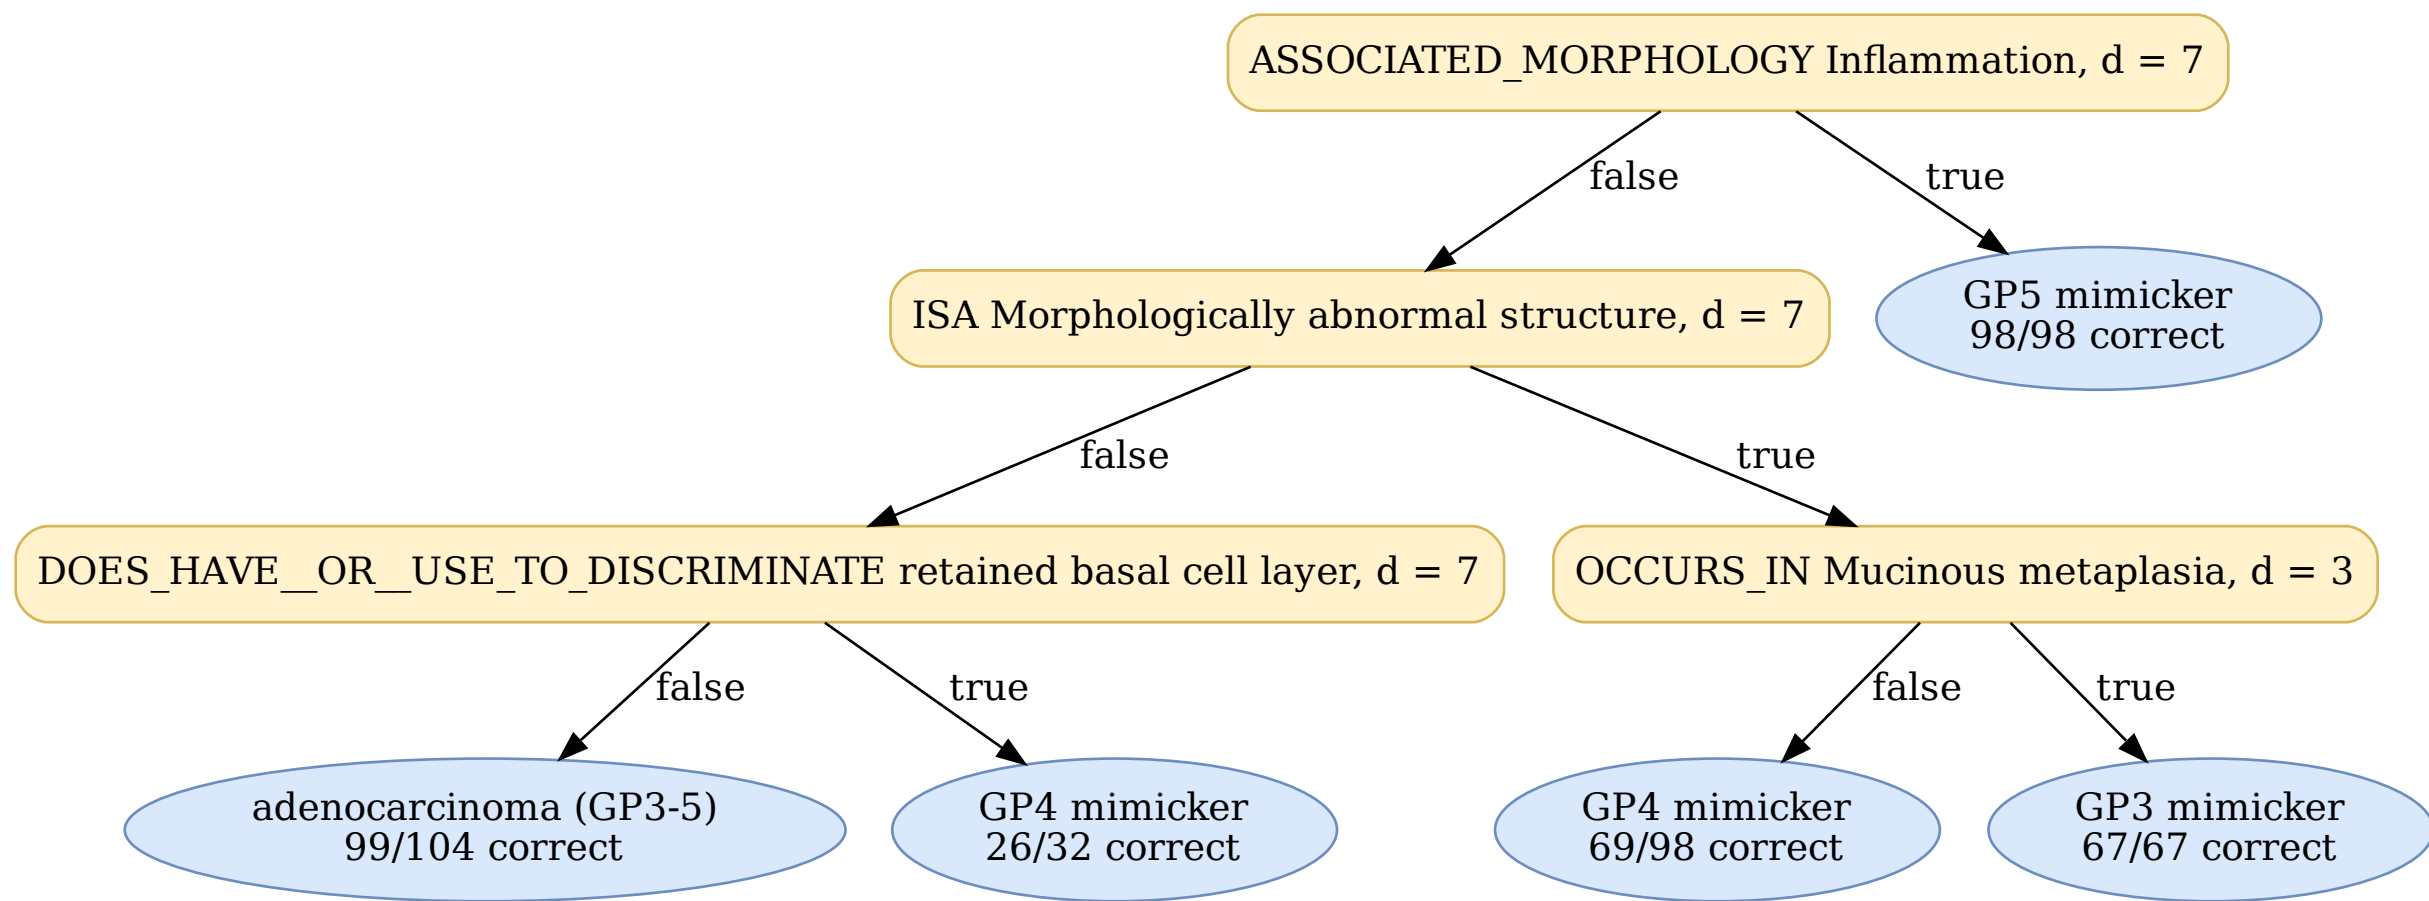 ASSOCIATED_MORPHOLOGY Inflammation, d = 7
false
true
ISA Morphologically abnormal structure, d = 7
GP5 mimicker
98/98 correct
false
true
DOES_HAVE__OR__USE_TO_DISCRIMINATE retained basal cell layer, d = 7
OCCURS_IN Mucinous metaplasia, d = 3
false
true
false
true
adenocarcinoma (GP3-5)
99/104 correct
GP4 mimicker
26/32 correct
GP4 mimicker
69/98 correct
GP3 mimicker
67/67 correct